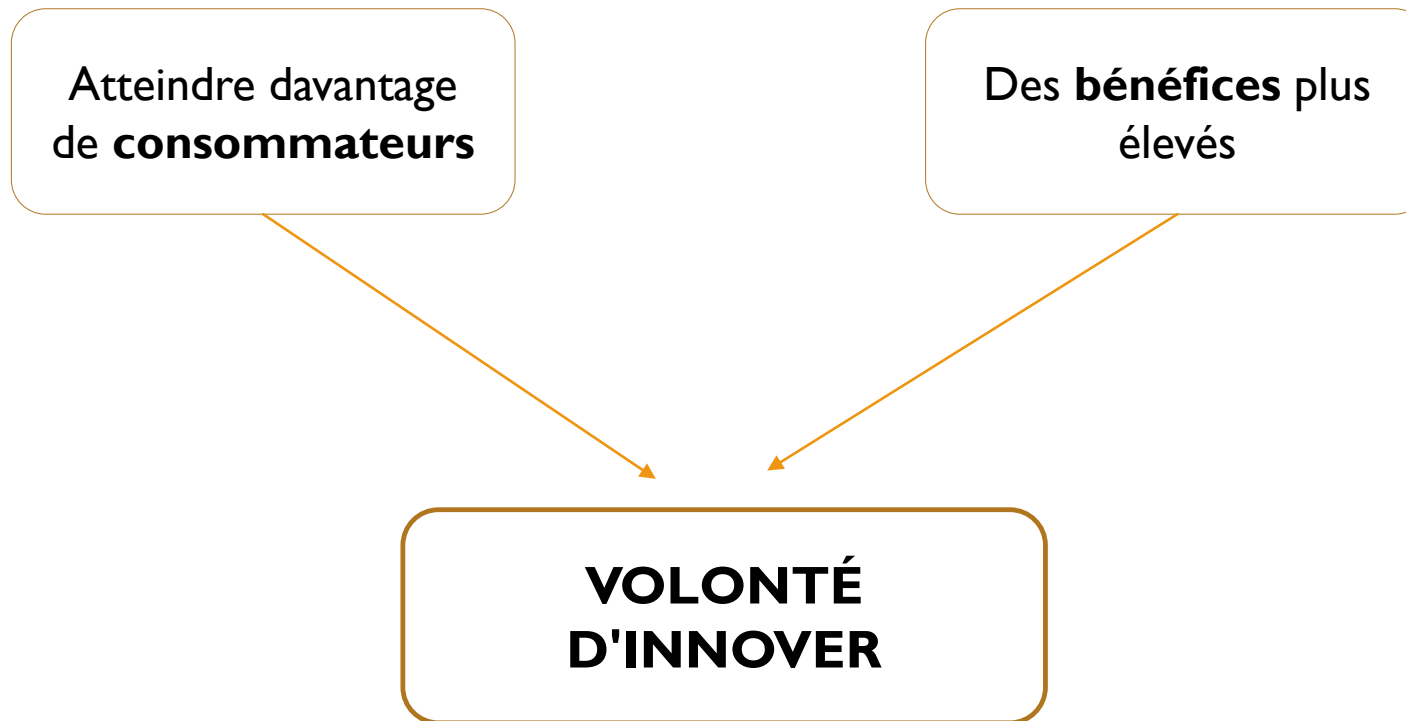 Atteindre davantage
de consommateurs
Des bénéfices plus
élevés
VOLONTÉ
D'INNOVER